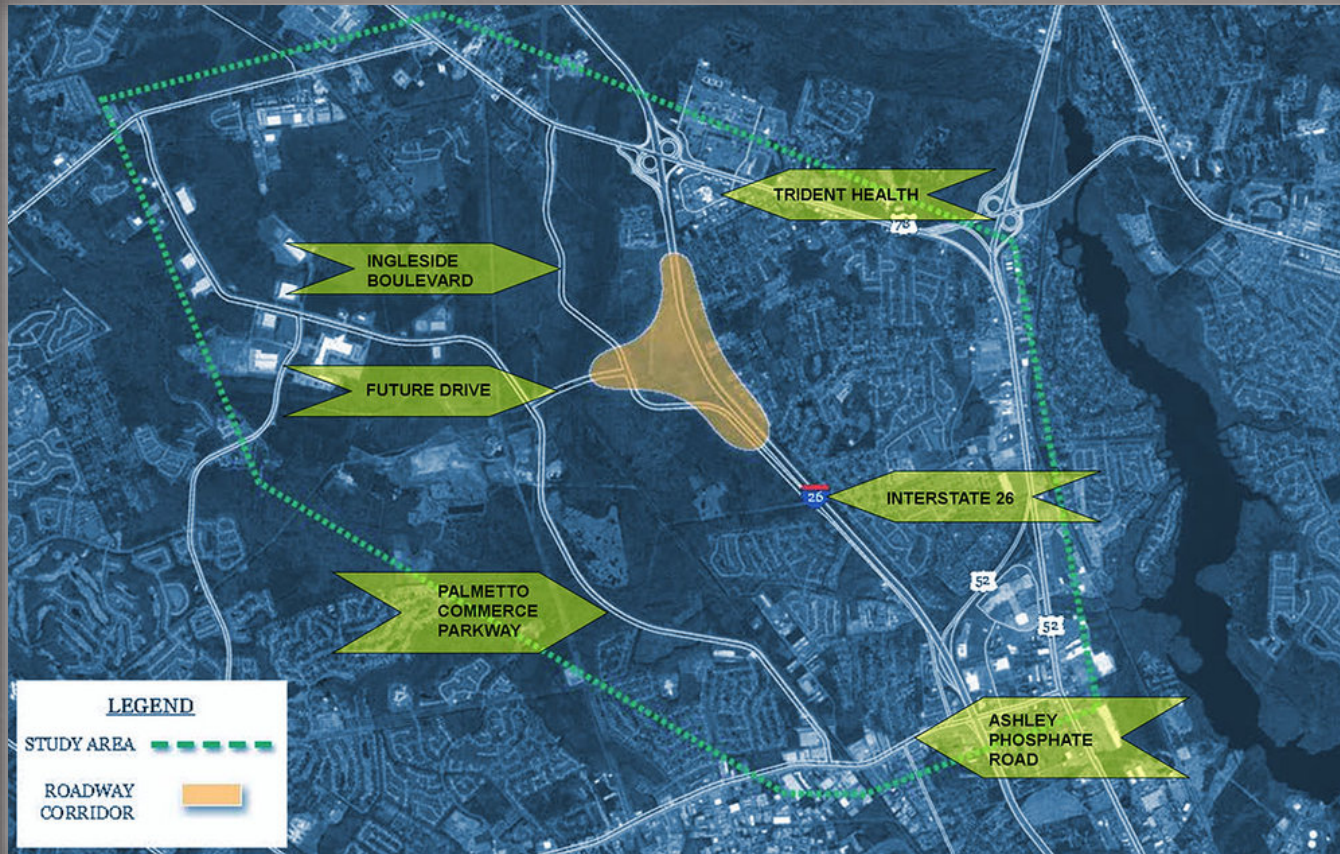 TRIDENT HEALTH
78
INGLESIDE
BOULEVARD
FUTURE DRIVE
26
INTERSTATE 26
52
PALMETTO
COMMERCE
PARKWAY
52
ASHLEY
PHOSPHATE
ROAD
LEGEND
STUDY AREA
ROADWAY
CORRIDOR